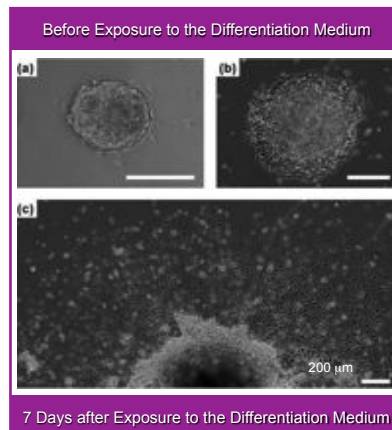 Before Exposure to the Differentiation Medium
(a)
(b)
(c)
200 µm
7 Days after Exposure to the Differentiation Medium